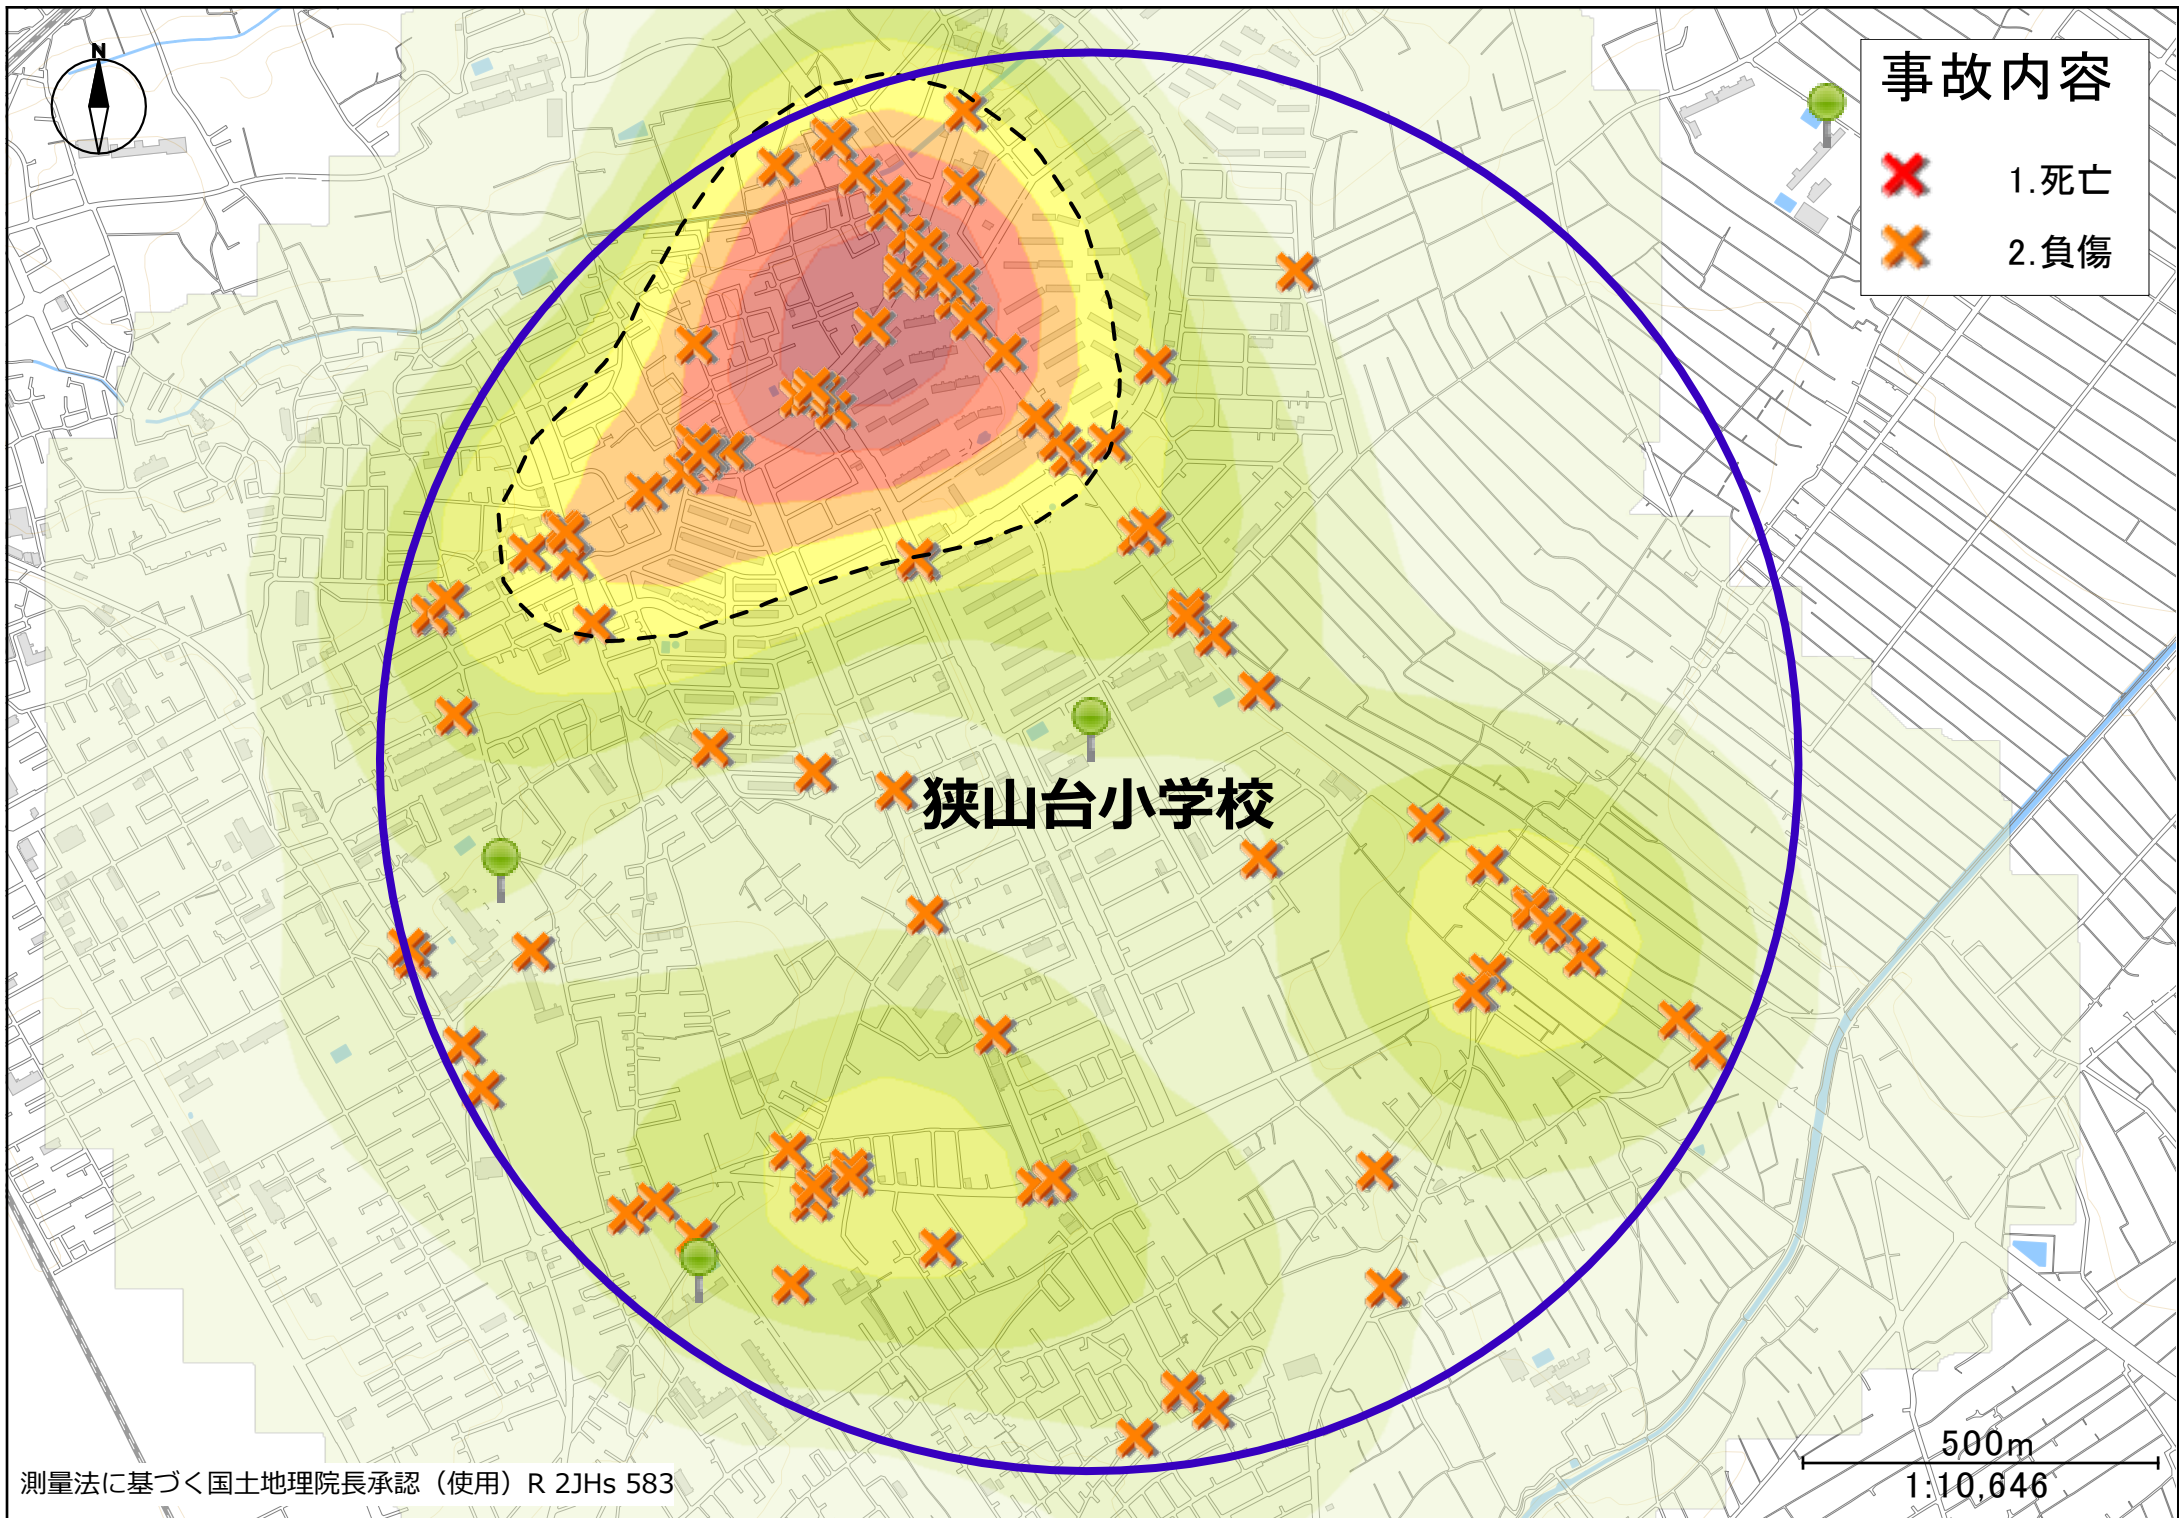 N
事故内容
1.死亡
2.負傷
狭山台小学校
500m
1:10,646
測量法に基づく国土地理院長承認（使用）R 2JHs 583